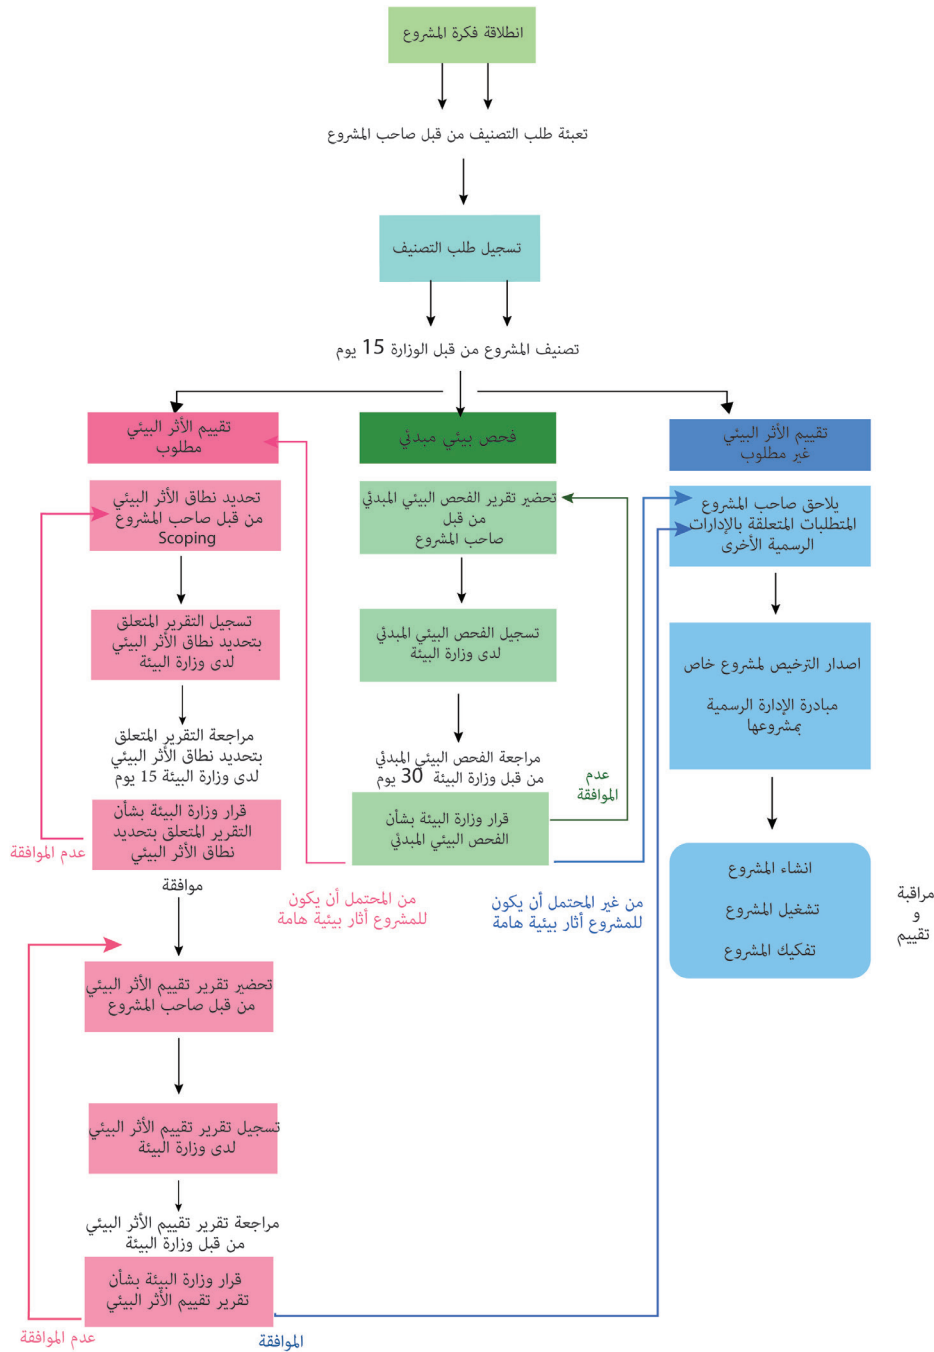 انطلاقة فكرة المشروع
تعبئة طلب التصنيف من قبل صاحب المشروع
تسجيل طلب التصنيف
تصنيف المشروع من قبل الوزارة 15 يوم
تقييم الأثر البيئي
غير مطلوب
يلاحق صاحب المشروع
المتطلبات المتعلقة بالإدارات
الرسمية الأخرى
اصدار الترخيص لمشروع خاص
مبادرة الإدارة الرسمية
بمشروعها
انشاء المشروع
تشغيل المشروع
تفكيك المشروع
مراقبة
و
تقييم
فحص بيئي مبدئي
تحضير تقرير الفحص البيئي المبدئي
من قبل
صاحب المشروع
تسجيل الفحص البيئي المبدئي
لدى وزارة البيئة
مراجعة الفحص البيئي المبدئي
من قبل وزارة البيئة 30 يوم
قرار وزارة البيئة بشأن
الفحص البيئي المبدئي
عدم
الموافقة
من غير المحتمل أن يكون
للمشروع أثار بيئية هامة
من المحتمل أن يكون
للمشروع أثار بيئية هامة
تقييم الأثر البيئي
مطلوب
تحديد نطاق الأثر البيئي
من قبل صاحب المشروع
Scoping
تسجيل التقرير المتعلق
بتحديد نطاق الأثر البيئي
لدى وزارة البيئة
مراجعة التقرير المتعلق
بتحديد نطاق الأثر البيئي
لدى وزارة البيئة 15 يوم
قرار وزارة البيئة بشأن
التقرير المتعلق بتحديد
نطاق الأثر البيئي
عدم الموافقة
موافقة
تحضير تقرير تقييم الأثر البيئي
من قبل صاحب المشروع
تسجيل تقرير تقييم الأثر البيئي
لدى وزارة البيئة
مراجعة تقرير تقييم الأثر البيئي
من قبل وزارة البيئة
قرار وزارة البيئة بشأن
تقرير تقييم الأثر البيئي
عدم الموافقة
الموافقة